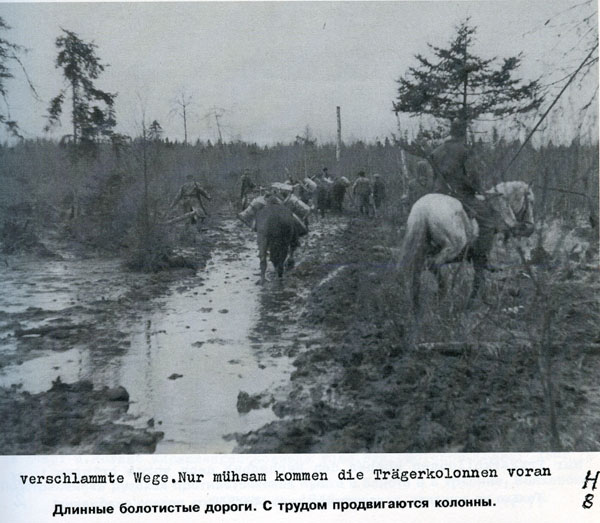 verschlammte Wege.Nur mühsam kommen die Trägerkolonnen voran
Длинные болотистые дороги. С трудом продвигаются колонны.
Н
8